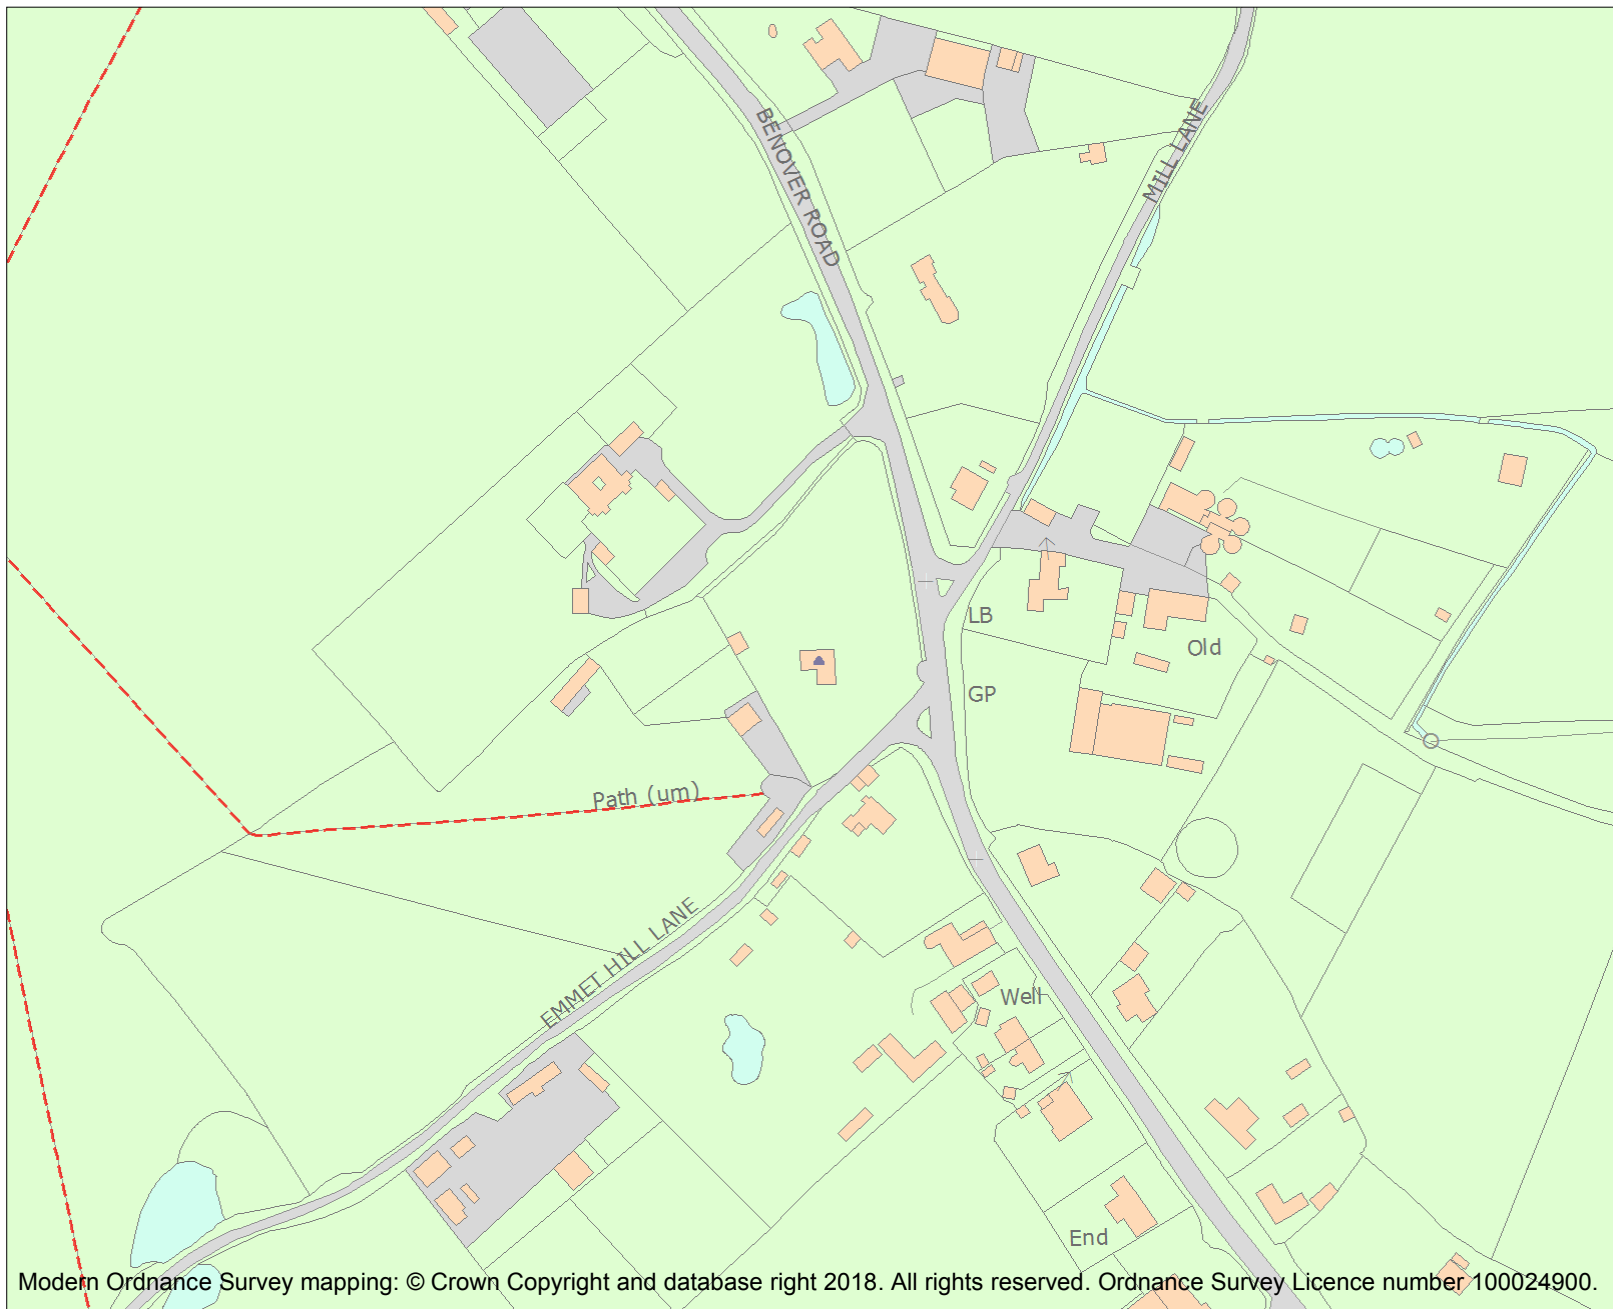 BENOVER ROAD
MILL LANE
LB
Old
GP
Path (um)
EMMET HILL LANE
Well
End
Modern Ordnance Survey mapping: © Crown Copyright and database right 2018. All rights reserved. Ordnance Survey Licence number 100024900.